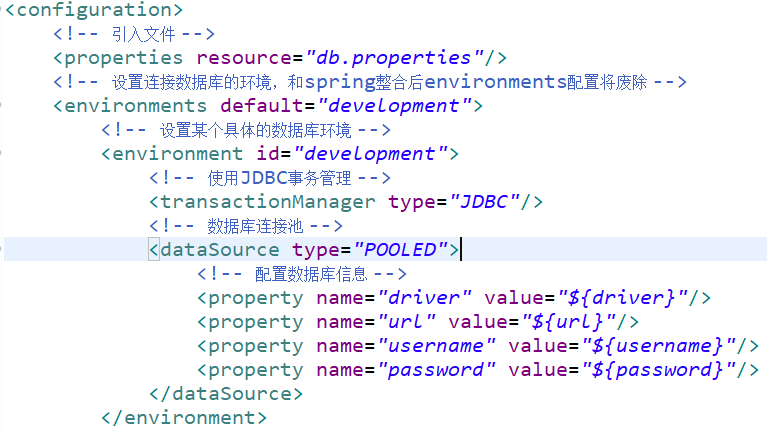 <configuration>
<!-- 引入文件 -->
<properties resource="db.properties"/>
<!-- 设置连接数据库的环境，和spring整合后environments配置将废除 -->
<environments default="development">
<!-- 设置某个具体的数据库环境 -->
<environment id="development">
<!-- 使用JDBC事务管理 -->
<transactionManager type="JDBC"/>
<!-- 数据库连接池 -->
<dataSource type="POOLED">
<!-- 配置数据库信息 -->
<property name="driver" value="${driver}"/>
<property name="url" value="${url}"/>
<property name="username" value="${username}"/>
<property name="password" value="${password}"/>
</dataSource>
</environment>